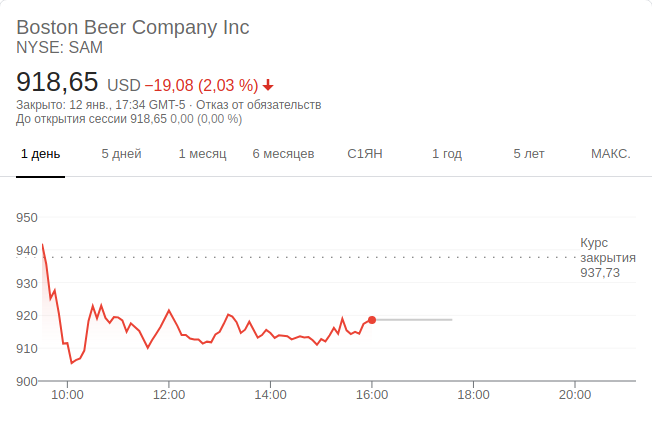 Boston Beer Company Inc
NYSE: SAM
918,65 USD −19,08 (2,03 %)
Закрыто: 12 янв., 17:34 GMT-5 · Отказ от обязательств
До открытия сессии 918,65 0,00 (0,00 %)
1 день 5 дней 1 месяц 6 месяцев С1ЯН 1 год 5 лет МАКС.
950
940
930
920
910
900
Курс
закрытия
937,73
10:00 12:00 14:00 16:00 18:00 20:00